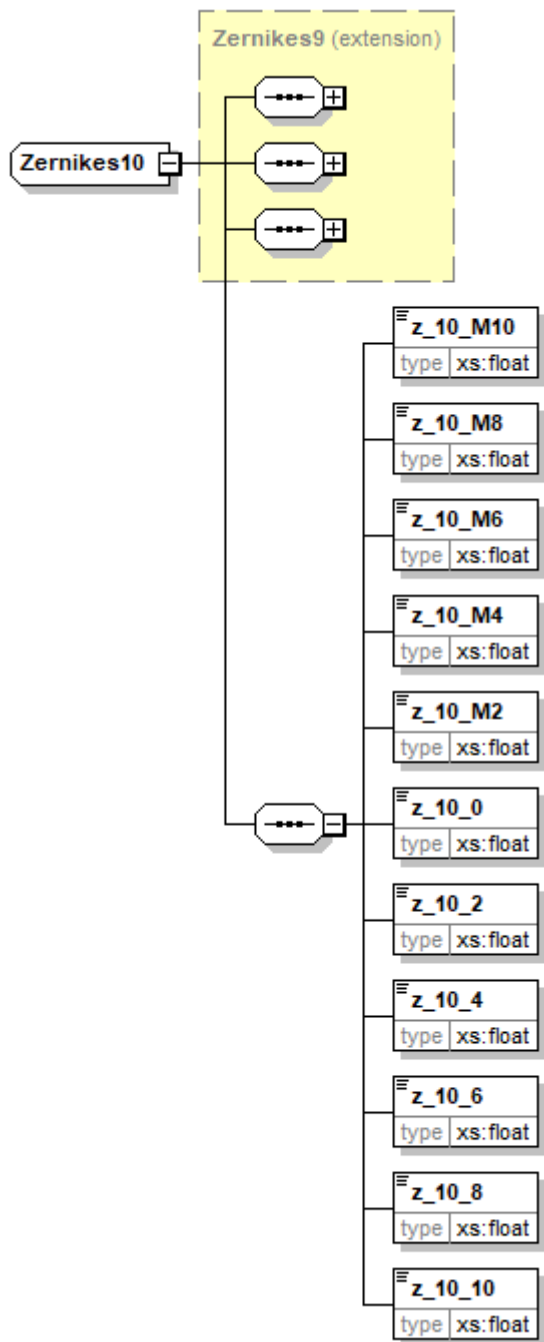 Zernikes9 (extension)
Zernikes10
z_10_M10
type xs:float
z_10_M8
type xs:float
z_10_M6
type xs:float
z_10_M4
type xs:float
z_10_M2
type xs:float
z_10_0
type xs:float
z_10_2
type xs:float
z_10_4
type xs:float
z_10_6
type xs:float
z_10_8
type xs:float
z_10_10
type xs:float